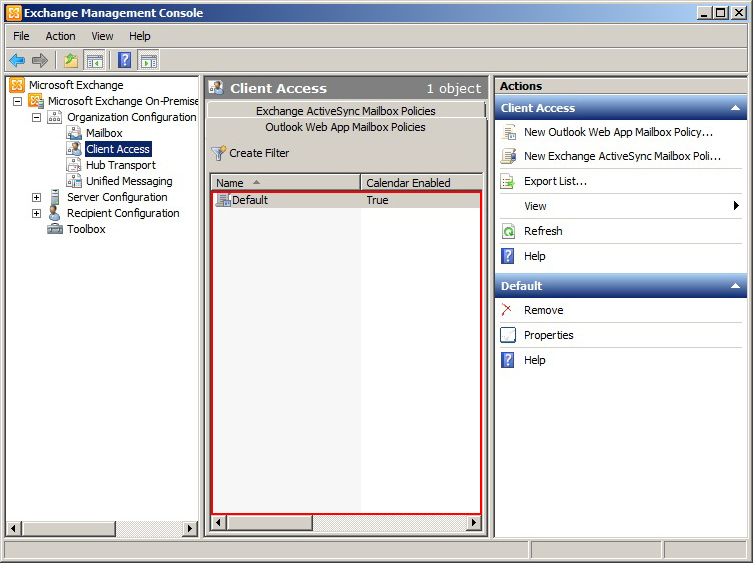 Exchange Management Console
File Action View Help
Microsoft Exchange
Microsoft Exchange On-Premise
Organization Configuration
Mailbox
Client Access
Hub Transport
Unified Messaging
Server Configuration
Recipient Configuration
Toolbox
Client Access 1 object
Exchange ActiveSync Mailbox Policies
Outlook Web App Mailbox Policies
Create Filter
Name Calendar Enabled
Default True
Actions
Client Access
New Outlook Web App Mailbox Policy...
New Exchange ActiveSync Mailbox Poli...
Export List...
View
Refresh
Help
Default
Remove
Properties
Help